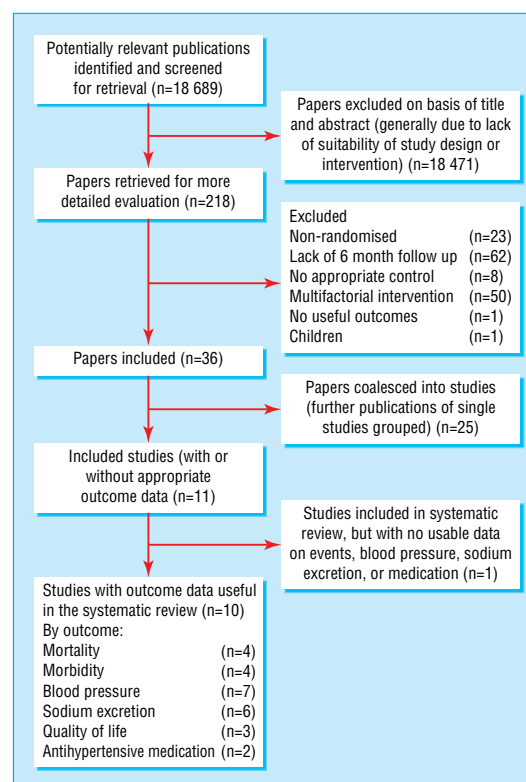 Potentially relevant publications
identified and screened
for retrieval (n=18 689)
Papers excluded on basis of title
and abstract (generally due to lack
of suitability of study design or
intervention) (n=18 471)
Papers retrieved for more
detailed evaluation (n=218)
Excluded
Non-randomised (n=23)
Lack of 6 month follow up (n=62)
No appropriate control (n=8)
Multifactorial intervention (n=50)
No useful outcomes (n=1)
Children (n=1)
Papers included (n=36)
Papers coalesced into studies
(further publications of single
studies grouped) (n=25)
Included studies (with or
without appropriate
outcome data (n=11)
Studies included in systematic
review, but with no usable data
on events, blood pressure, sodium
excretion, or medication (n=1)
Studies with outcome data useful
in the systematic review (n=10)
By outcome:
Mortality (n=4)
Morbidity (n=4)
Blood pressure (n=7)
Sodium excretion (n=6)
Quality of life (n=3)
Antihypertensive medication (n=2)